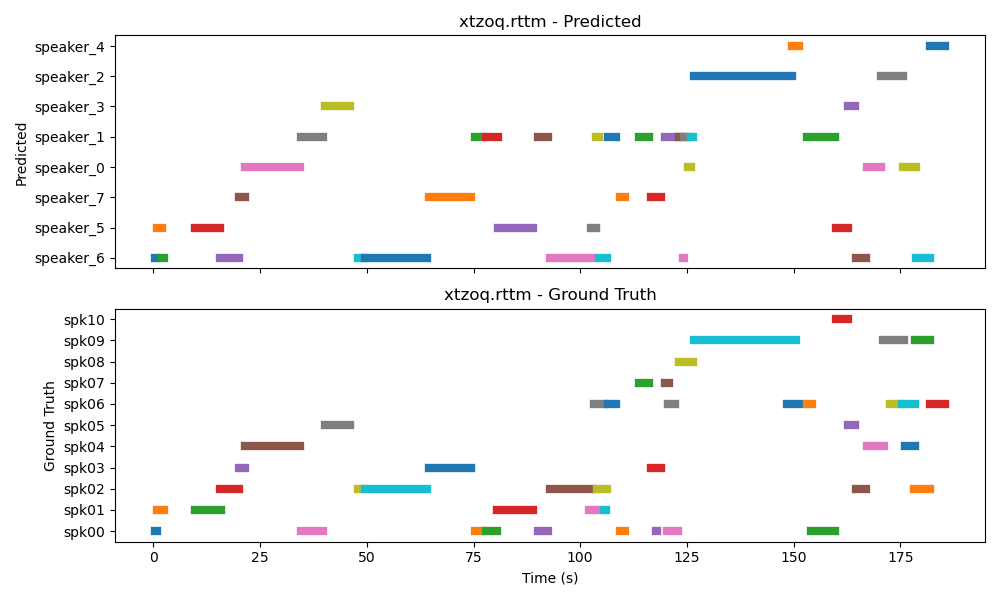 xtzoq.rttm - Predicted
speaker_4
speaker_2
speaker_3
speaker_1
speaker_0
speaker_7
speaker_5
speaker_6
Predicted
xtzoq.rttm - Ground Truth
spk10
spk09
spk08
spk07
spk06
spk05
spk04
spk03
spk02
spk01
spk00
Ground Truth
0 25 50 75 100 125 150 175
Time (s)